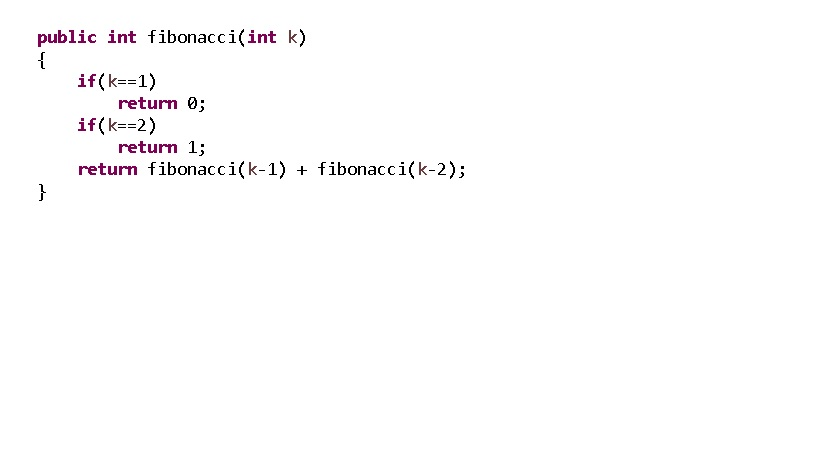 public int fibonacci(int k)
{
    if(k==1)
        return 0;
    if(k==2)
        return 1;
    return fibonacci(k-1) + fibonacci(k-2);
}